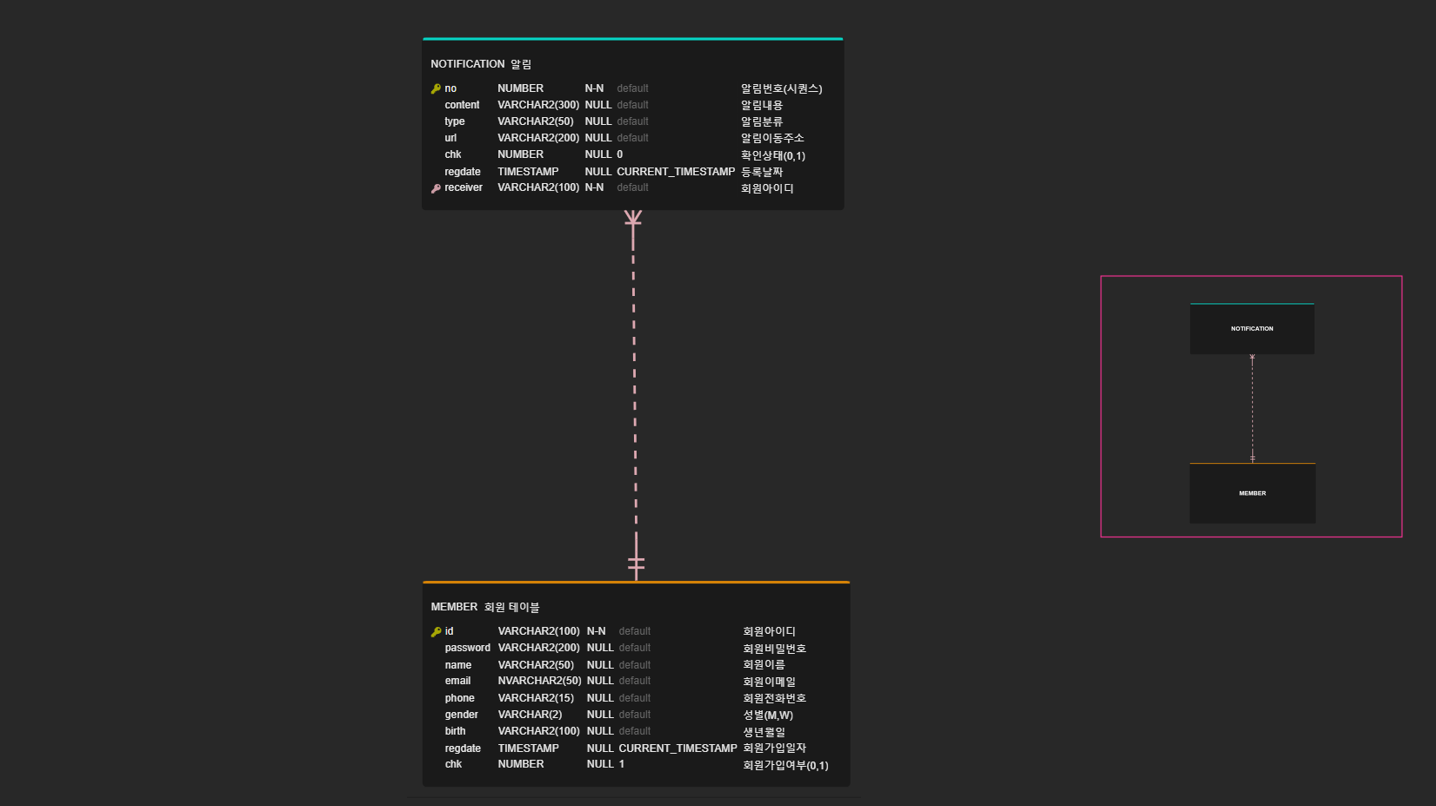 NOTIFICATION 알림
no NUMBER N-N default 알림번호(시퀀스)
content VARCHAR2(300) NULL default 알림내용
type VARCHAR2(50) NULL default 알림분류
url VARCHAR2(200) NULL default 알림이동주소
chk NUMBER NULL 0 확인상태(0,1)
regdate TIMESTAMP NULL CURRENT_TIMESTAMP 등록날짜
receiver VARCHAR2(100) N-N default 회원아이디
NOTIFICATION
MEMBER
MEMBER 회원 테이블
id VARCHAR2(100) N-N default 회원아이디
password VARCHAR2(200) NULL default 회원비밀번호
name VARCHAR2(50) NULL default 회원이름
email NVARCHAR2(50) NULL default 회원이메일
phone VARCHAR2(15) NULL default 회원전화번호
gender VARCHAR(2) NULL default 성별(M,W)
birth VARCHAR2(100) NULL default 생년월일
regdate TIMESTAMP NULL CURRENT_TIMESTAMP 회원가입일자
chk NUMBER NULL 1 회원가입여부(0,1)